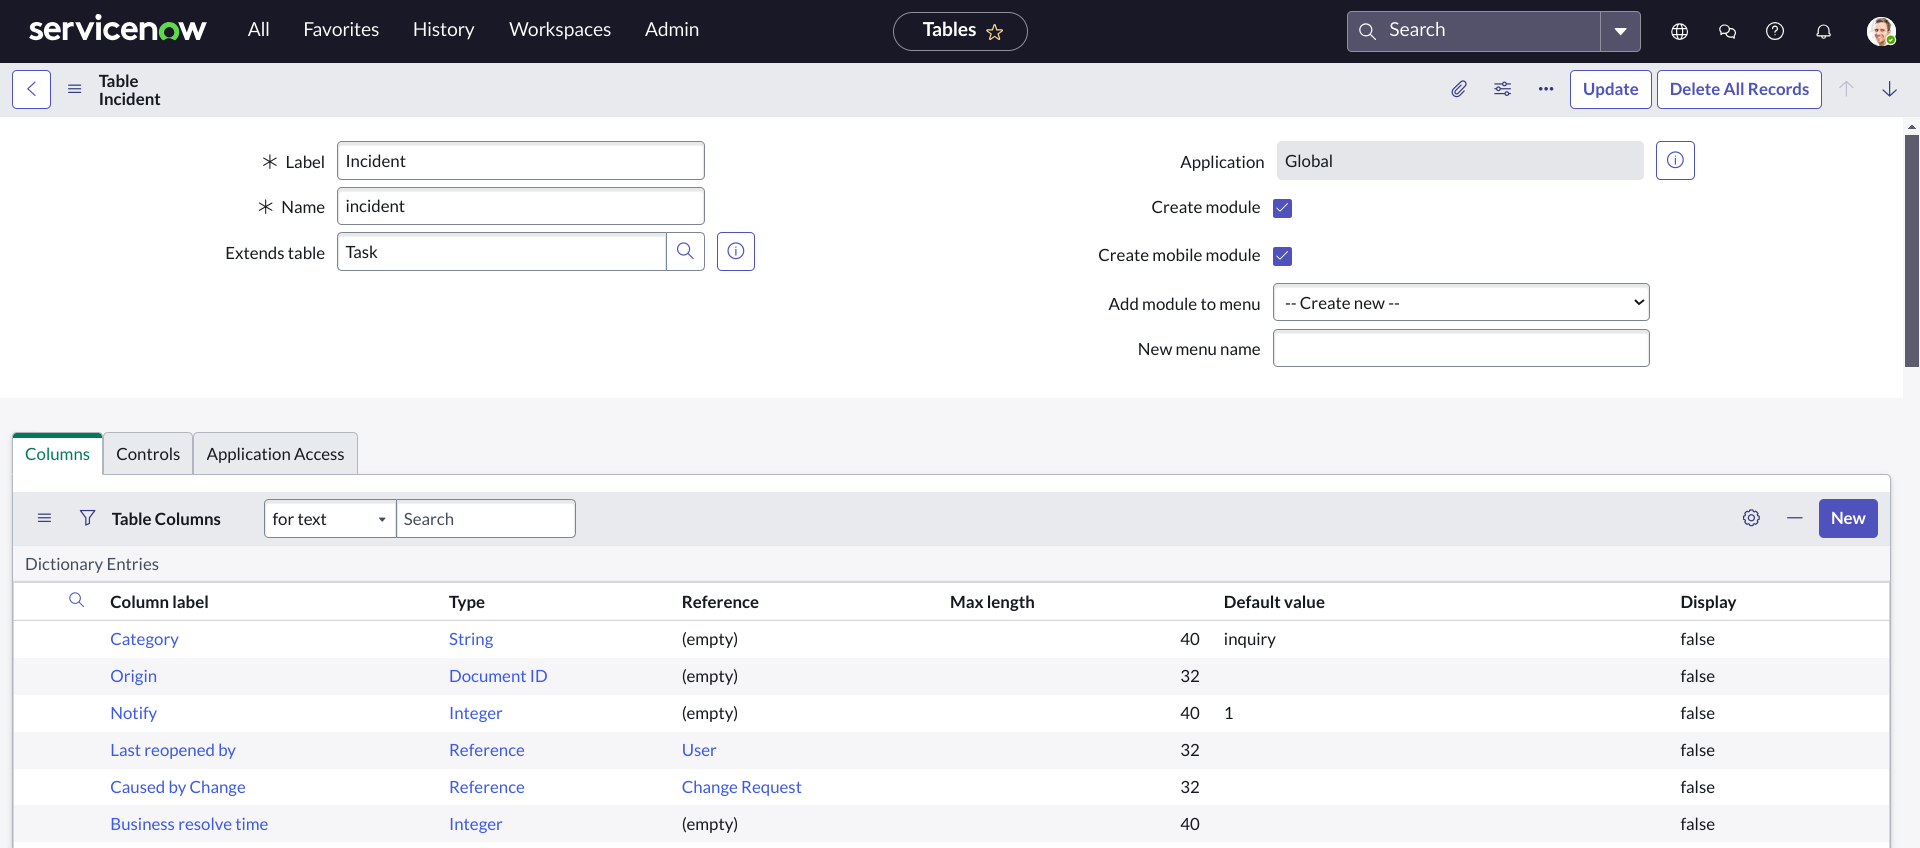 servicenow All Favorites History Workspaces Admin Tables Search
Table
Incident
Update Delete All Records
Label Incident
Name incident
Extends table Task
Application Global
Create module
Create mobile module
Add module to menu -- Create new --
New menu name
Columns Controls Application Access
Table Columns for text Search New
Dictionary Entries
Column label Type Reference Max length Default value Display
Category String (empty) 40 inquiry false
Origin Document ID (empty) 32 false
Notify Integer (empty) 40 1 false
Last reopened by Reference User 32 false
Caused by Change Reference Change Request 32 false
Business resolve time Integer (empty) 40 false